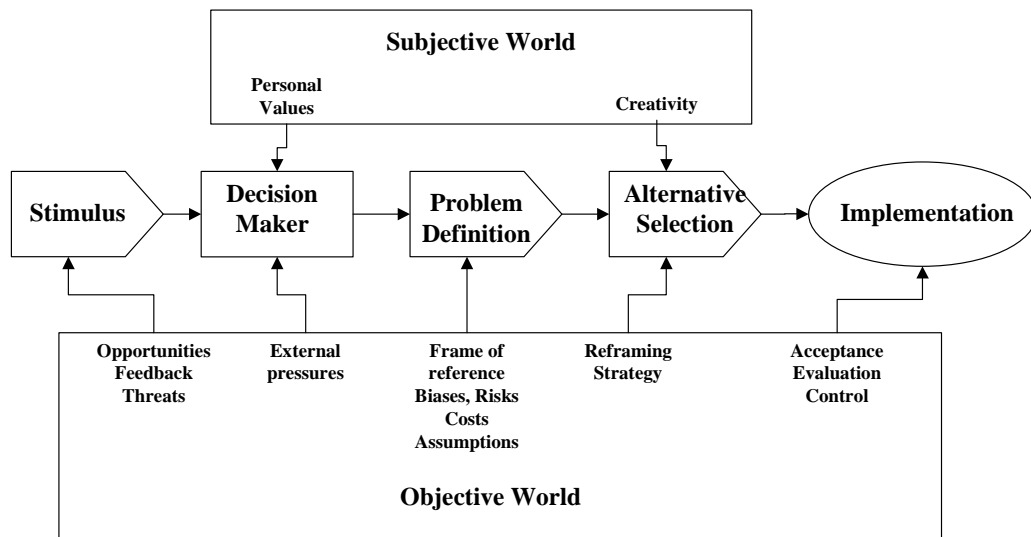 Subjective World
Personal
Values
Creativity
Stimulus
Decision
Maker
Problem
Definition
Alternative
Selection
Implementation
Opportunities
Feedback
Threats
External
pressures
Frame of
reference
Biases, Risks
Costs
Assumptions
Reframing
Strategy
Acceptance
Evaluation
Control
Objective World